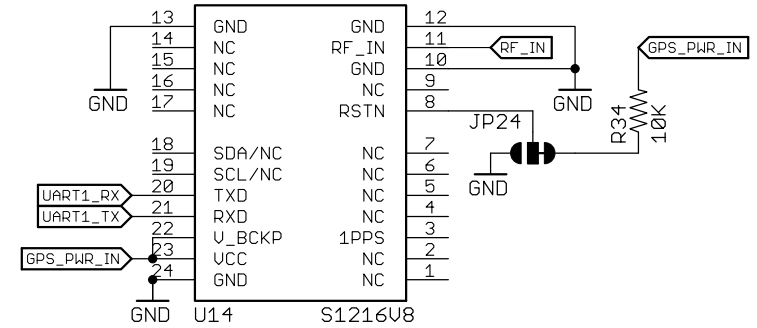 13 GND GND 12
14 NC RF_IN 11 RF_IN GPS_PWR_IN
15 NC GND 10
16 NC NC 9
GND GND
17 NC RSTN 8
R34 10K
JP24
18 SDA/NC NC 7
19 SCL/NC NC 6
GND
UART1_RX 20 TXD NC 5
UART1_TX 21 RXD NC 4
22 V_BCKP 1PPS 3
GPS_PWR_IN 23 VCC NC 2
24 GND NC 1
GND U14 S1216V8